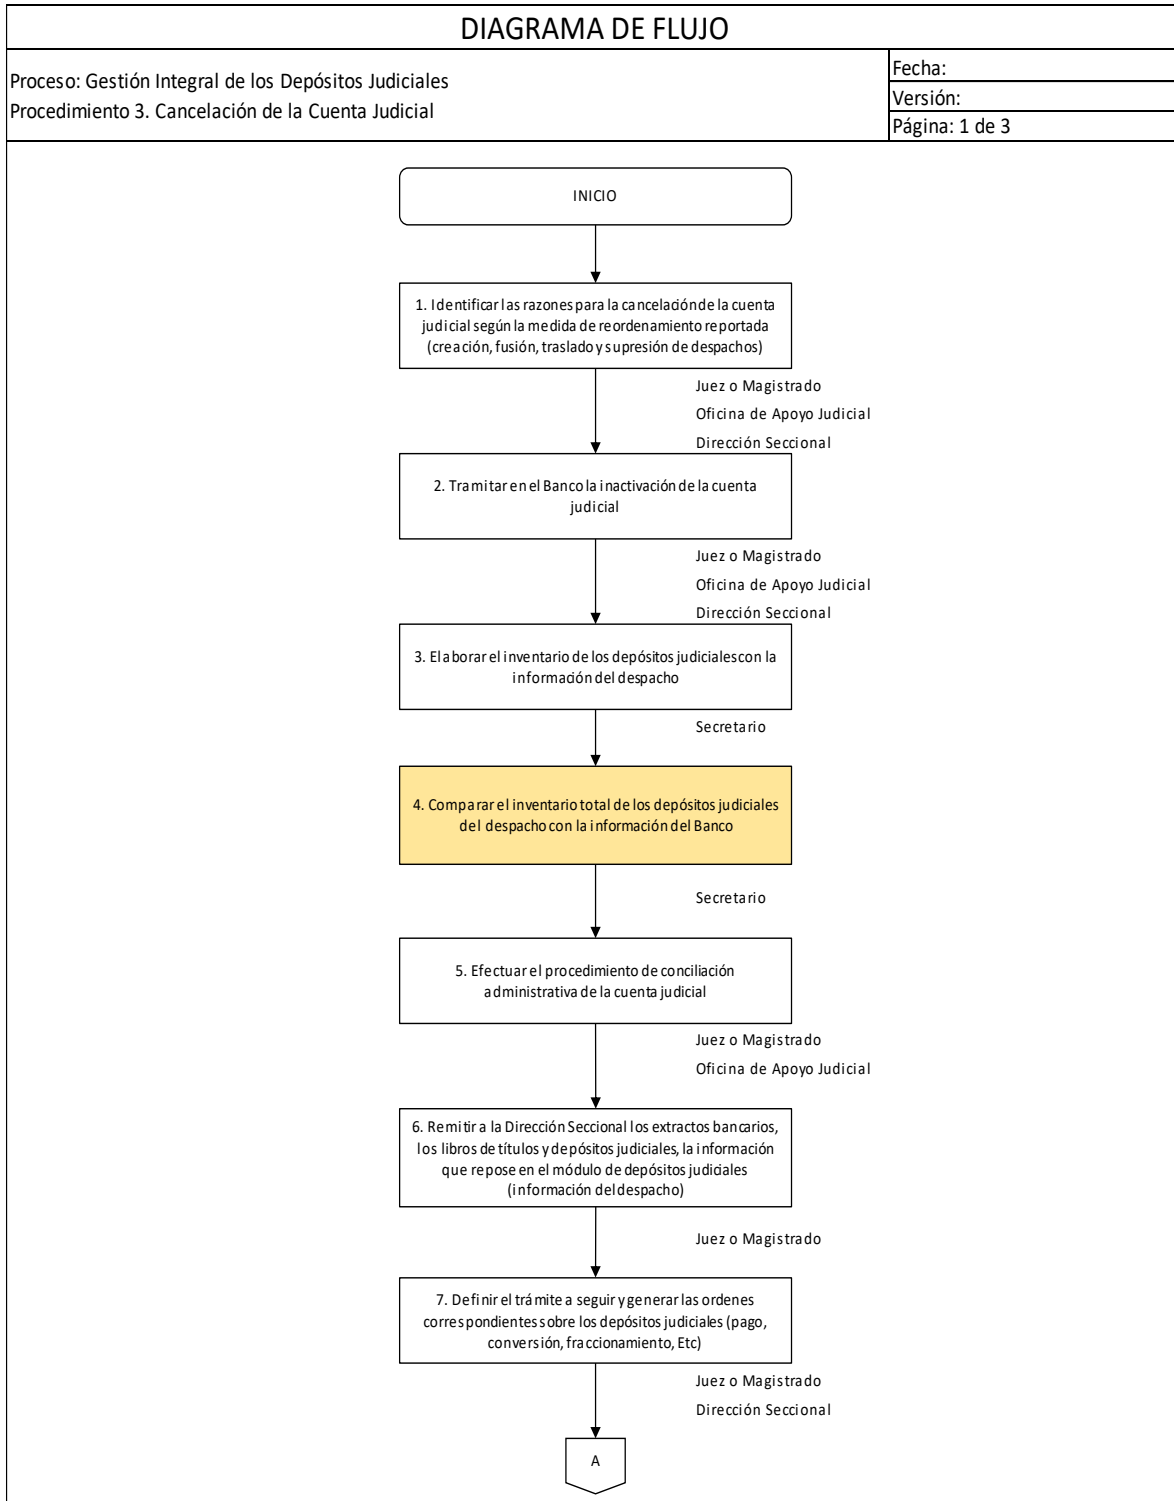 DIAGRAMA DE FLUJO
Proceso: Gestión Integral de los Depósitos Judiciales
Procedimiento 3. Cancelación de la Cuenta Judicial
Fecha:
Versión:
Página: 1 de 3
INICIO
1. Identificar las razones para la cancelación de la cuenta
judicial según la medida de reordenamiento reportada
(creación, fusión, traslado y supresión de despachos)
Juez o Magistrado
Oficina de Apoyo Judicial
Dirección Seccional
2. Tramitar en el Banco la inactivación de la cuenta
judicial
Juez o Magistrado
Oficina de Apoyo Judicial
Dirección Seccional
3. Elaborar el inventario de los depósitos judiciales con la
información del despacho
Secretario
4. Comparar el inventario total de los depósitos judiciales
del despacho con la información del Banco
Secretario
5. Efectuar el procedimiento de conciliación
administrativa de la cuenta judicial
Juez o Magistrado
Oficina de Apoyo Judicial
6. Remitir a la Dirección Seccional los extractos bancarios,
los libros de títulos y depósitos judiciales, la información
que repose en el módulo de depósitos judiciales
(información del despacho)
Juez o Magistrado
7. Definir el trámite a seguir y generar las ordenes
correspondientes sobre los depósitos judiciales (pago,
conversión, fraccionamiento, Etc)
Juez o Magistrado
Dirección Seccional
A